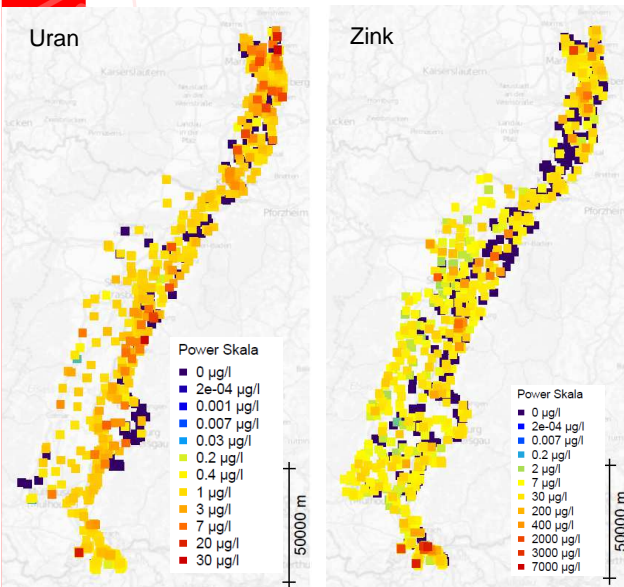 Uran
Kaiserslautern
Pforzheim
Power Skala
0 µg/l
2e-04 µg/l
0.001 µg/l
0.007 µg/l
0.03 µg/l
0.2 µg/l
0.4 µg/l
1 µg/l
3 µg/l
7 µg/l
20 µg/l
30 µg/l
50000 m
Zink
Kaiserslautern
Pforzheim
Power Skala
0 µg/l
2e-04 µg/l
0.007 µg/l
0.2 µg/l
2 µg/l
7 µg/l
30 µg/l
200 µg/l
400 µg/l
2000 µg/l
3000 µg/l
7000 µg/l
50000 m